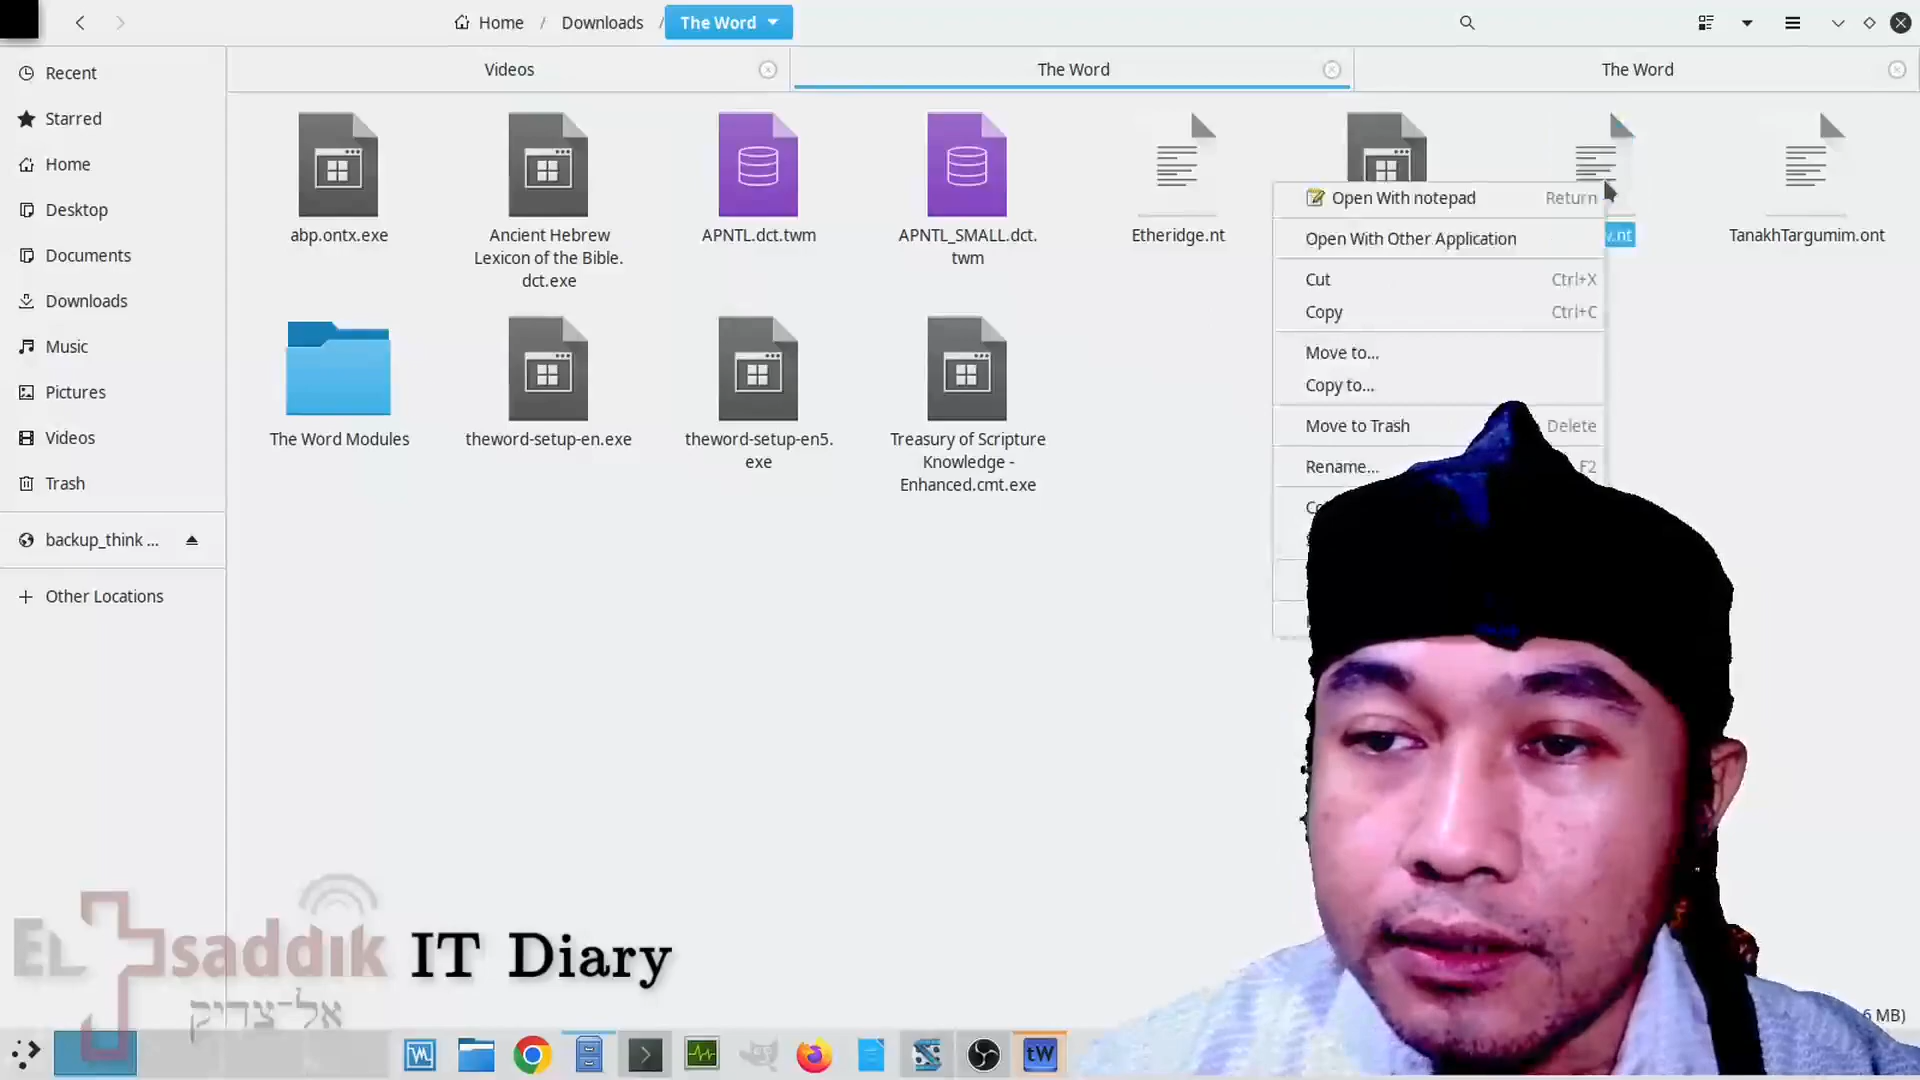 Home / Downloads / The Word
Videos
The Word
The Word
Recent
Starred
Home
Desktop
Documents
Downloads
Music
Pictures
Videos
Trash
backup_think ...
Other Locations
abp.ontx.exe
Ancient Hebrew
Lexicon of the Bible.
dct.exe
APNTL.dct.twm
APNTL_SMALL.dct.
twm
Etheridge.nt
.nt
TanakhTargumim.ont
The Word Modules
theword-setup-en.exe
theword-setup-en5.
exe
Treasury of Scripture
Knowledge -
Enhanced.cmt.exe
Open With notepad Return
Open With Other Application
Cut Ctrl+X
Copy Ctrl+C
Move to...
Copy to...
Move to Trash Delete
Rename... F2
MB)
EL saddik IT Diary
אל־צדיק
tW